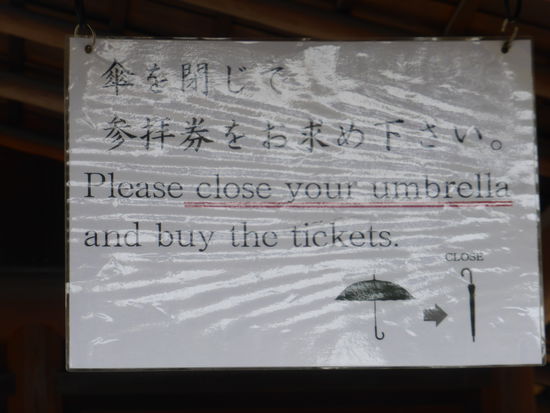 傘を閉じて
参拝券をお求め下さい。
Please close your umbrella
and buy the tickets.
CLOSE